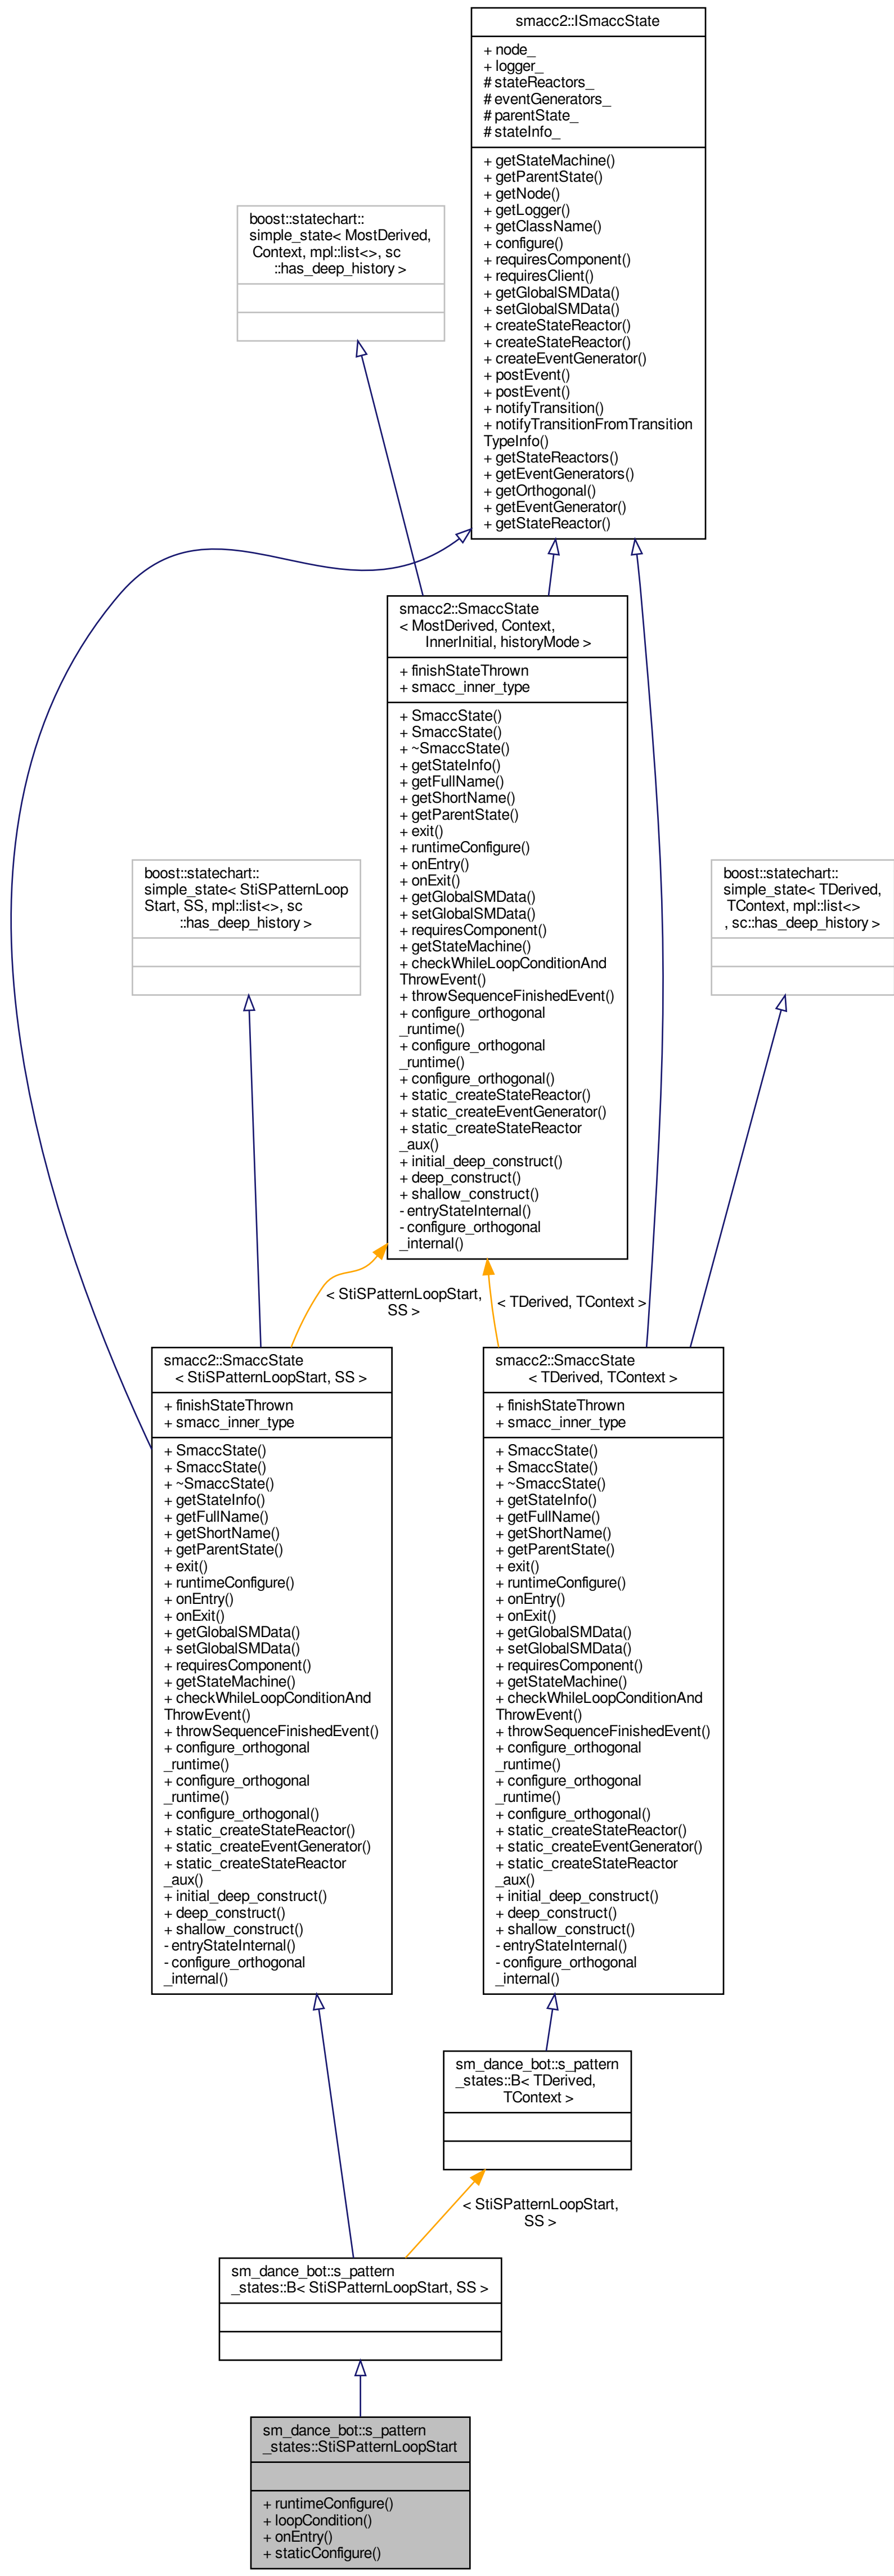 smacc2::ISmaccState
+ node_
+ logger_
# stateReactors_
# eventGenerators_
# parentState_
# stateInfo_
+ getStateMachine()
+ getParentState()
+ getNode()
+ getLogger()
+ getClassName()
+ configure()
+ requiresComponent()
+ requiresClient()
+ getGlobalSMData()
+ setGlobalSMData()
+ createStateReactor()
+ createStateReactor()
+ createEventGenerator()
+ postEvent()
+ postEvent()
+ notifyTransition()
+ notifyTransitionFromTransition
TypeInfo()
+ getStateReactors()
+ getEventGenerators()
+ getOrthogonal()
+ getEventGenerator()
+ getStateReactor()
boost::statechart::
simple_state< MostDerived,
Context, mpl::list<>, sc
::has_deep_history >
smacc2::SmaccState
< MostDerived, Context,
InnerInitial, historyMode >
+ finishStateThrown
+ smacc_inner_type
+ SmaccState()
+ SmaccState()
+ ~SmaccState()
+ getStateInfo()
+ getFullName()
+ getShortName()
+ getParentState()
+ exit()
+ runtimeConfigure()
+ onEntry()
+ onExit()
+ getGlobalSMData()
+ setGlobalSMData()
+ requiresComponent()
+ getStateMachine()
+ checkWhileLoopConditionAnd
ThrowEvent()
+ throwSequenceFinishedEvent()
+ configure_orthogonal
_runtime()
+ configure_orthogonal
_runtime()
+ configure_orthogonal()
+ static_createStateReactor()
+ static_createEventGenerator()
+ static_createStateReactor
_aux()
+ initial_deep_construct()
+ deep_construct()
+ shallow_construct()
- entryStateInternal()
- configure_orthogonal
_internal()
boost::statechart::
simple_state< StiSPatternLoop
Start, SS, mpl::list<>, sc
::has_deep_history >
boost::statechart::
simple_state< TDerived,
TContext, mpl::list<>
, sc::has_deep_history >
< StiSPatternLoopStart,
SS >
< TDerived, TContext >
smacc2::SmaccState
< StiSPatternLoopStart, SS >
+ finishStateThrown
+ smacc_inner_type
+ SmaccState()
+ SmaccState()
+ ~SmaccState()
+ getStateInfo()
+ getFullName()
+ getShortName()
+ getParentState()
+ exit()
+ runtimeConfigure()
+ onEntry()
+ onExit()
+ getGlobalSMData()
+ setGlobalSMData()
+ requiresComponent()
+ getStateMachine()
+ checkWhileLoopConditionAnd
ThrowEvent()
+ throwSequenceFinishedEvent()
+ configure_orthogonal
_runtime()
+ configure_orthogonal
_runtime()
+ configure_orthogonal()
+ static_createStateReactor()
+ static_createEventGenerator()
+ static_createStateReactor
_aux()
+ initial_deep_construct()
+ deep_construct()
+ shallow_construct()
- entryStateInternal()
- configure_orthogonal
_internal()
smacc2::SmaccState
< TDerived, TContext >
+ finishStateThrown
+ smacc_inner_type
+ SmaccState()
+ SmaccState()
+ ~SmaccState()
+ getStateInfo()
+ getFullName()
+ getShortName()
+ getParentState()
+ exit()
+ runtimeConfigure()
+ onEntry()
+ onExit()
+ getGlobalSMData()
+ setGlobalSMData()
+ requiresComponent()
+ getStateMachine()
+ checkWhileLoopConditionAnd
ThrowEvent()
+ throwSequenceFinishedEvent()
+ configure_orthogonal
_runtime()
+ configure_orthogonal
_runtime()
+ configure_orthogonal()
+ static_createStateReactor()
+ static_createEventGenerator()
+ static_createStateReactor
_aux()
+ initial_deep_construct()
+ deep_construct()
+ shallow_construct()
- entryStateInternal()
- configure_orthogonal
_internal()
sm_dance_bot::s_pattern
_states::B< TDerived,
TContext >
< StiSPatternLoopStart,
SS >
sm_dance_bot::s_pattern
_states::B< StiSPatternLoopStart, SS >
sm_dance_bot::s_pattern
_states::StiSPatternLoopStart
+ runtimeConfigure()
+ loopCondition()
+ onEntry()
+ staticConfigure()